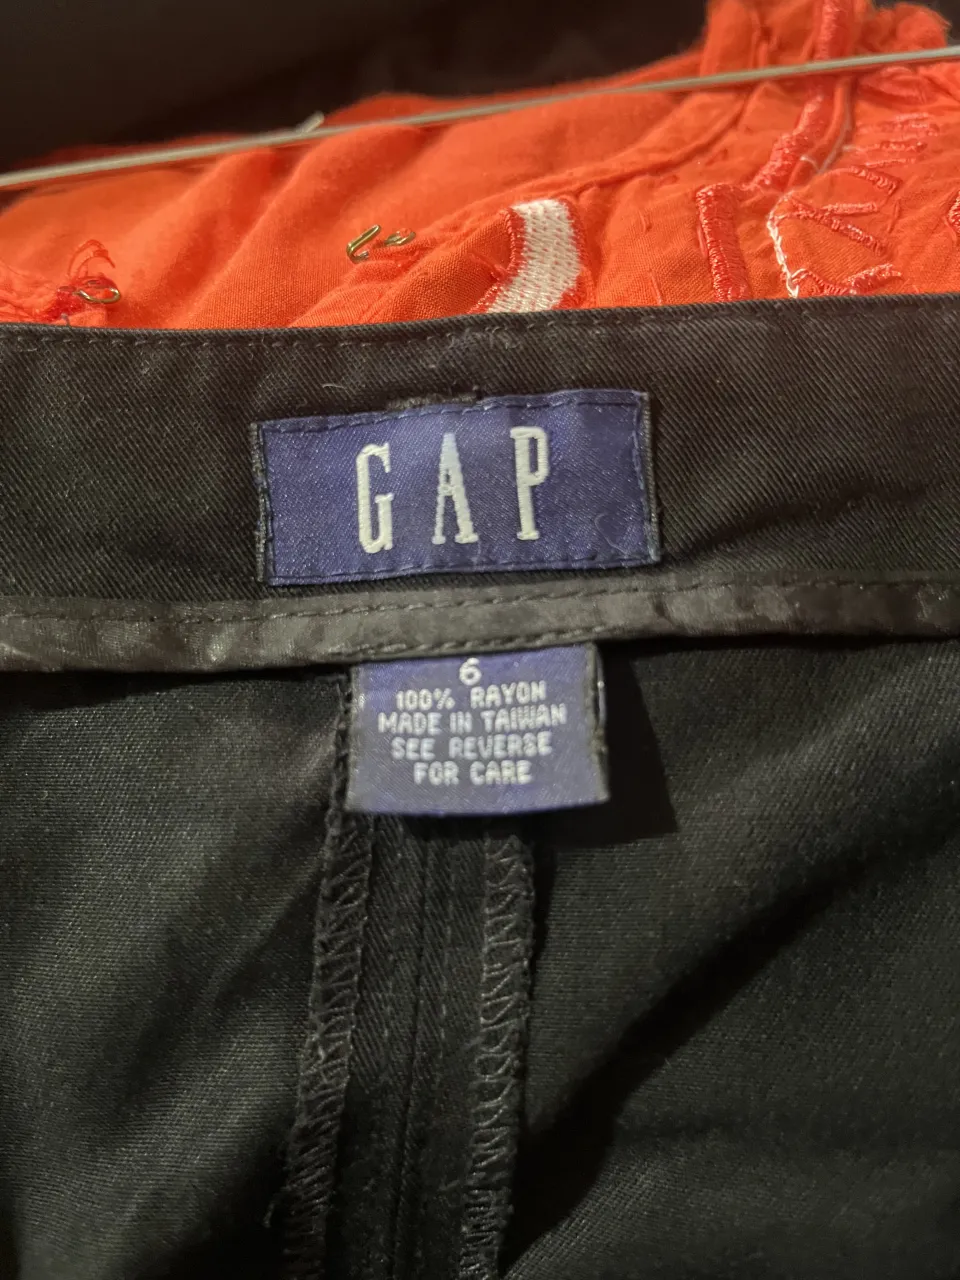 GAP
6
100% RAYON
MADE IN TAIWAN
SEE REVERSE
FOR CARE